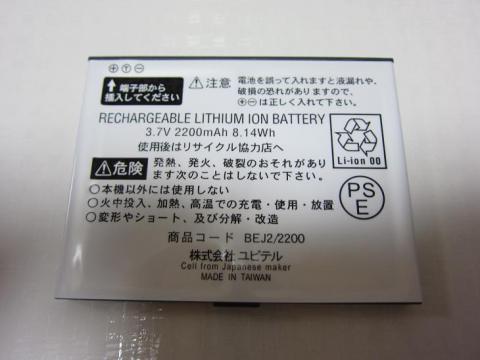 ⊕ Ⓣ ⊖
端子部から
挿入してください
⚠注意
電池を誤って入れますと液漏れや
破損の恐れがありますので、⊕
⊖は正しく入れて下さい。
RECHARGEABLE LITHIUM ION BATTERY
3.7V 2200mAh 8.14Wh
使用後はリサイクル協力店へ
Li-ion 00
⚠危険
発熱、発火、破裂のおそれがあり
ますので次のことはしないで下さい。
○本機以外には使用しない
○火中投入、加熱、高温での充電・使用・放置
○変形やショート、及び分解・改造
PS
E
商品コード BEJ2/2200
株式会社 ユピテル
Cell from Japanese maker
MADE IN TAIWAN